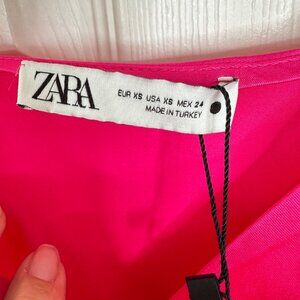 ZARA
EUR XS USA XS MEX 24
MADE IN TURKEY